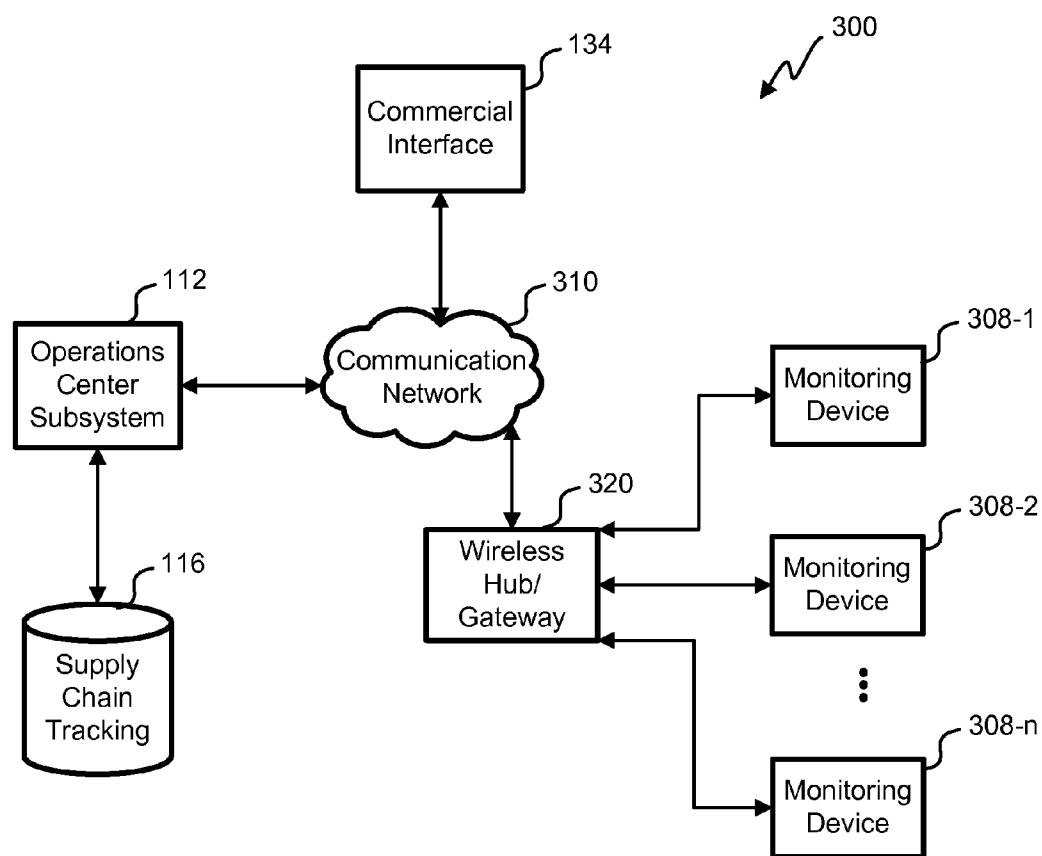 300
134
Commercial
Interface
112
310
Operations
Center
Subsystem
Communication
Network
308-1
Monitoring
Device
320
308-2
Wireless
Hub/
Gateway
Monitoring
Device
116
Supply
Chain
Tracking
308-n
Monitoring
Device